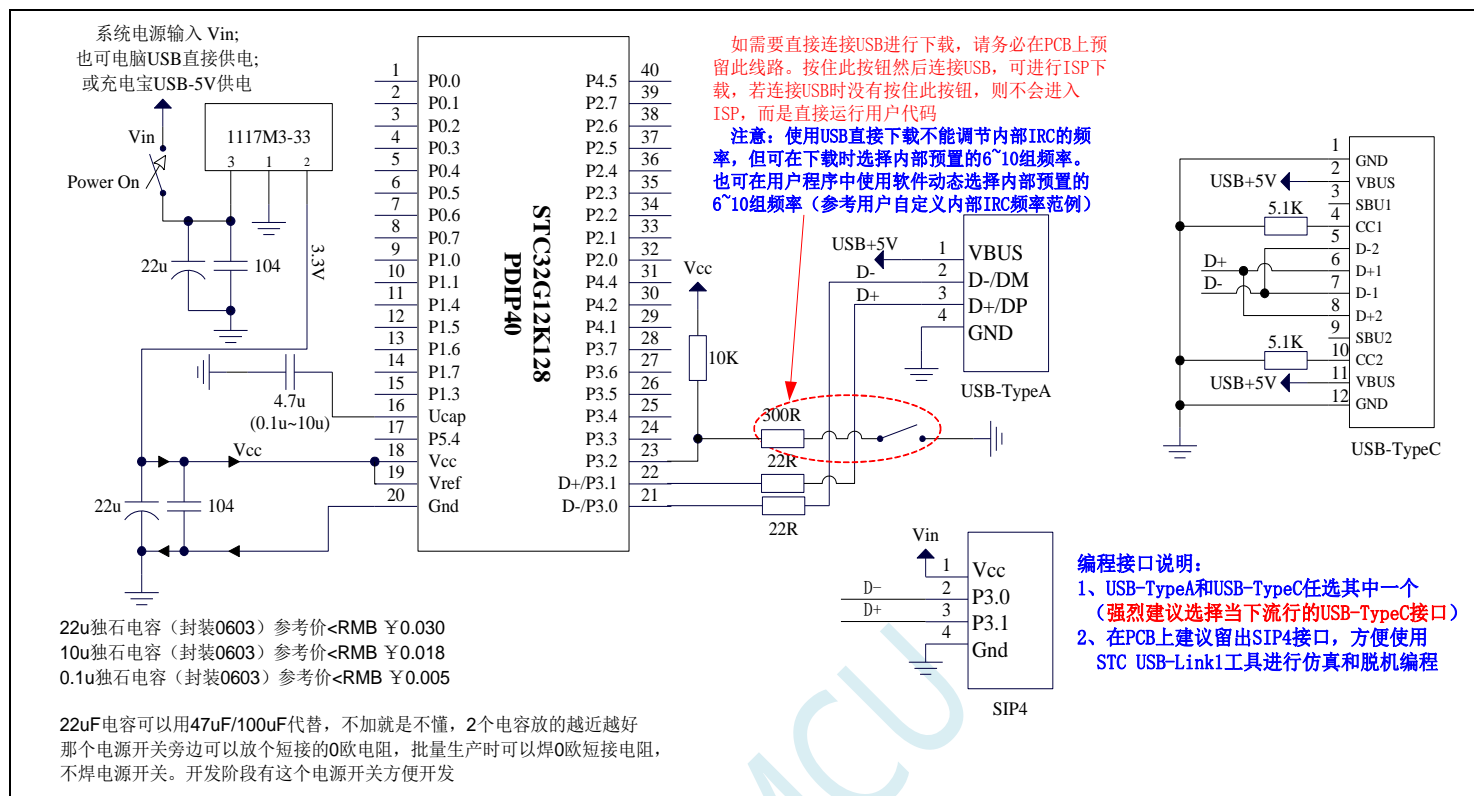 系统电源输入 Vin;
也可电脑USB直接供电;
或充电宝USB-5V供电
Vin
Power On
1117M3-33
3 1 2
22u
104
3.3V
4.7u
(0.1u~10u)
Vcc
22u
104
1 P0.0
2 P0.1
3 P0.2
4 P0.3
5 P0.4
6 P0.5
7 P0.6
8 P0.7
9 P1.0
10 P1.1
11 P1.4
12 P1.5
13 P1.6
14 P1.7
15 P1.3
16 Ucap
17 P5.4
18 Vcc
19 Vref
20 Gnd
STC32G12K128
PDIP40
P4.5 40
P2.7 39
P2.6 38
P2.5 37
P2.4 36
P2.3 35
P2.2 34
P2.1 33
P2.0 32
P4.4 31
P4.2 30
P4.1 29
P3.7 28
P3.6 27
P3.5 26
P3.4 25
P3.3 24
P3.2 23
D+/P3.1 22
D-/P3.0 21
如需要直接连接USB进行下载，请务必在PCB上预
留此线路。按住此按钮然后连接USB，可进行ISP下
载，若连接USB时没有按住此按钮，则不会进入
ISP，而是直接运行用户代码
注意：使用USB直接下载不能调节内部IRC的频
率，但可在下载时选择内部预置的6~10组频率。
也可在用户程序中使用软件动态选择内部预置的
6~10组频率（参考用户自定义内部IRC频率范例）
Vcc
10K
300R
22R
22R
USB+5V
D-
D+
1 VBUS
2 D-/DM
3 D+/DP
4 GND
USB-TypeA
USB+5V
5.1K
D+
D-
5.1K
USB+5V
1 GND
2 VBUS
3 SBU1
4 CC1
5 D-2
6 D+1
7 D-1
8 D+2
9 SBU2
10 CC2
11 VBUS
12 GND
USB-TypeC
Vin
D-
D+
1 Vcc
2 P3.0
3 P3.1
4 Gnd
SIP4
编程接口说明：
1、USB-TypeA和USB-TypeC任选其中一个
（强烈建议选择当下流行的USB-TypeC接口）
2、在PCB上建议留出SIP4接口，方便使用
STC USB-Link1工具进行仿真和脱机编程
22u独石电容（封装0603）参考价<RMB ￥0.030
10u独石电容（封装0603）参考价<RMB ￥0.018
0.1u独石电容（封装0603）参考价<RMB ￥0.005
22uF电容可以用47uF/100uF代替，不加就是不懂，2个电容放的越近越好
那个电源开关旁边可以放个短接的0欧电阻，批量生产时可以焊0欧短接电阻，
不焊电源开关。开发阶段有这个电源开关方便开发
MCU